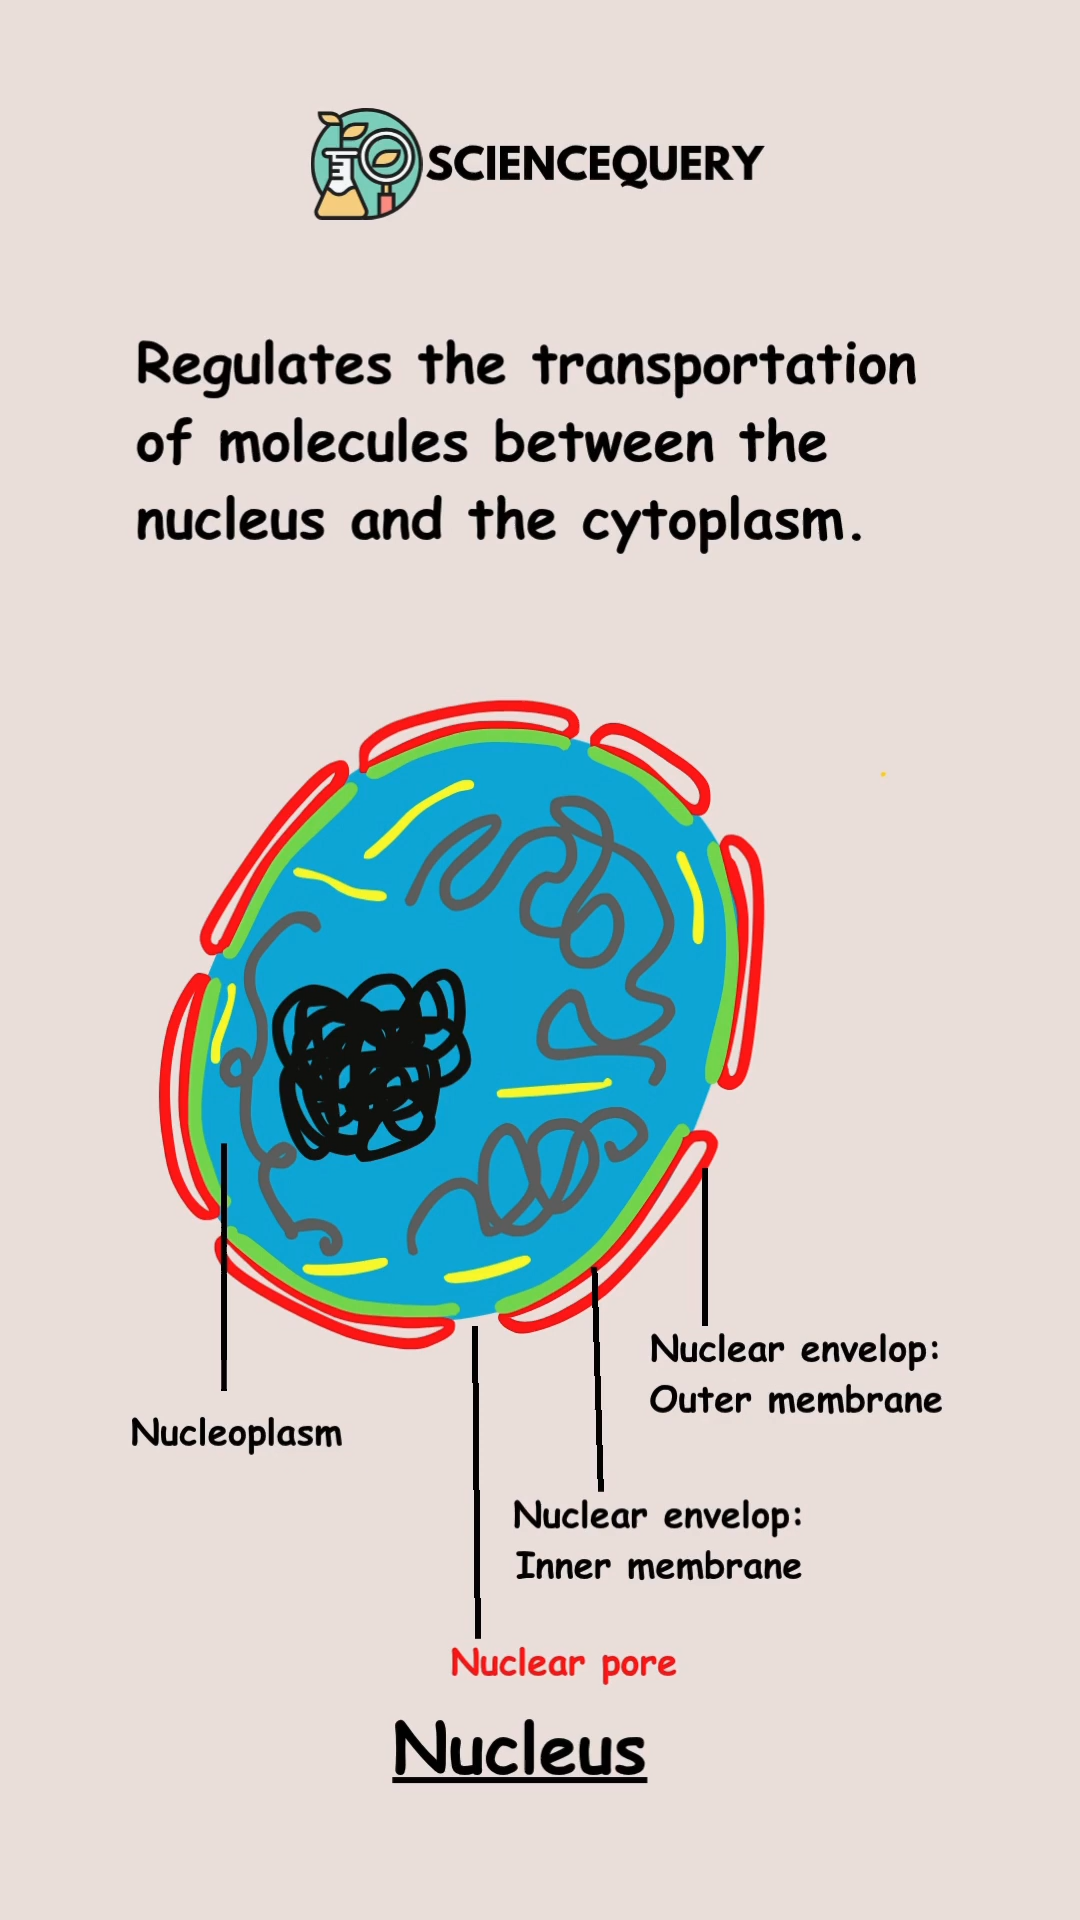 SCIENCEQUERY
Regulates the transportation
of molecules between the
nucleus and the cytoplasm.
Nuclear envelop:
Outer membrane
Nucleoplasm
Nuclear envelop:
Inner membrane
Nuclear pore
Nucleus